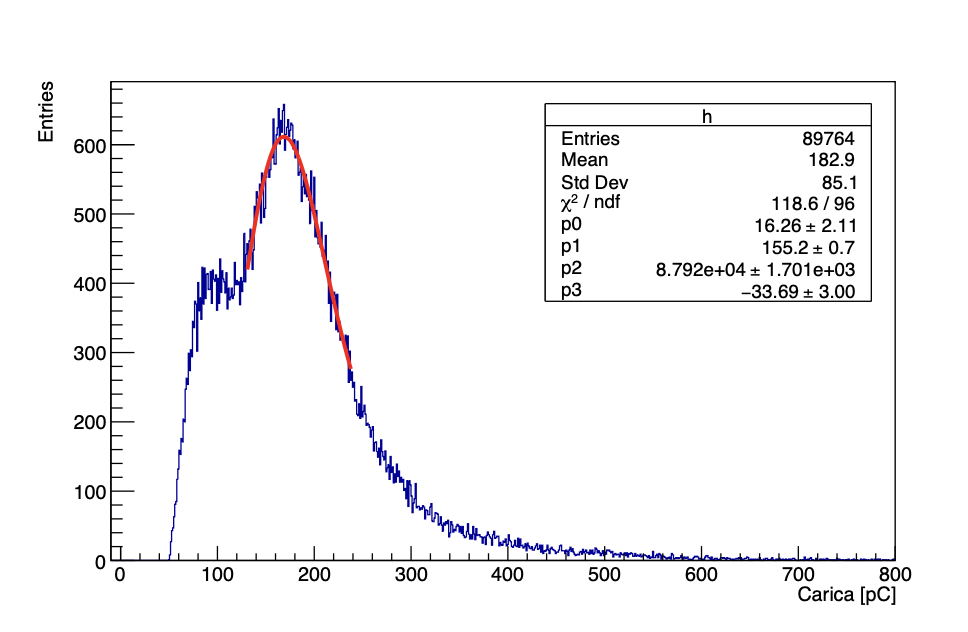 Entries
h
Entries 89764
Mean 182.9
Std Dev 85.1
χ² / ndf 118.6 / 96
p0 16.26 ± 2.11
p1 155.2 ± 0.7
p2 8.792e+04 ± 1.701e+03
p3 −33.69 ± 3.00
600
500
400
300
200
100
0
0 100 200 300 400 500 600 700 800
Carica [pC]